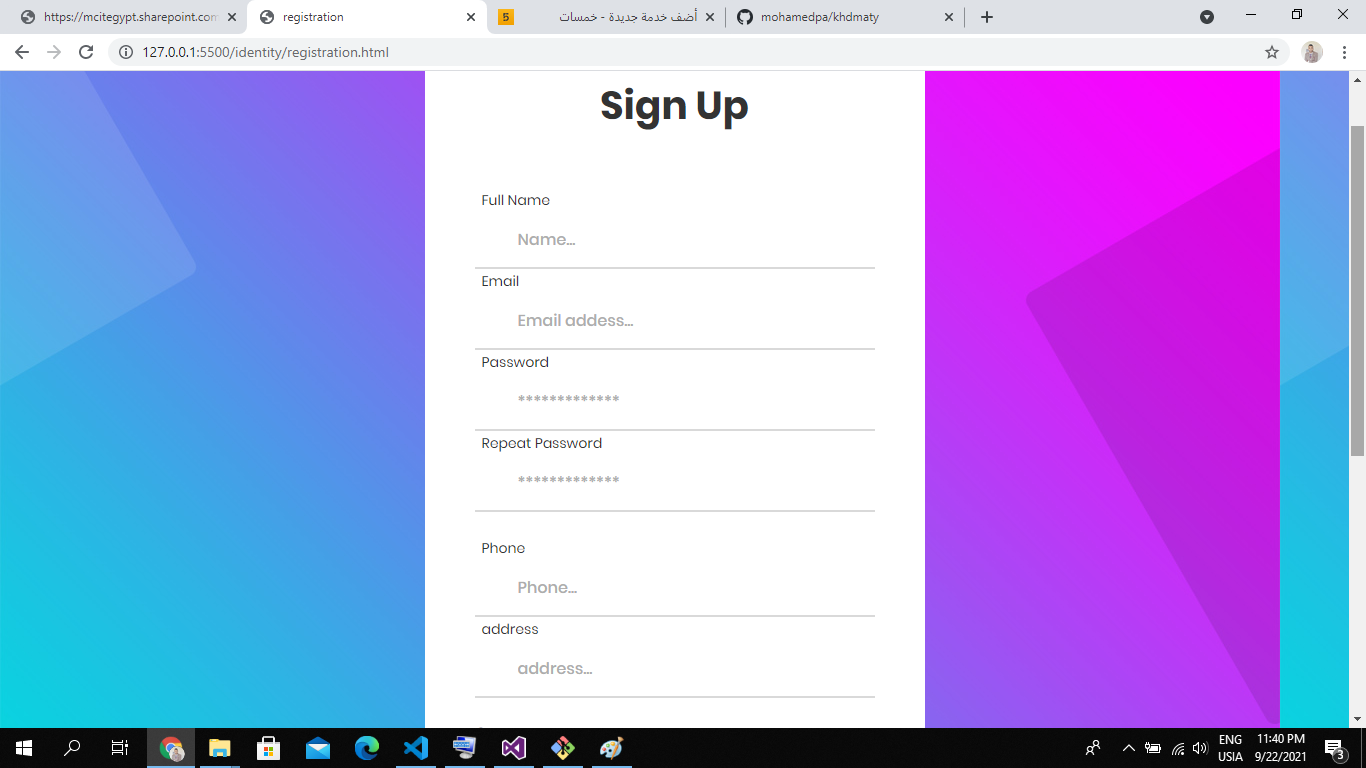 https://mcitegypt.sharepoint.com
registration
5
أضف خدمة جديدة - خمسات
mohamedpa/khdmaty
127.0.0.1:5500/identity/registration.html
Sign Up
Full Name
Name...
Email
Email addess...
Password
*************
Repeat Password
*************
Phone
Phone...
address
address...
ENG
11:40 PM
USIA
9/22/2021
3